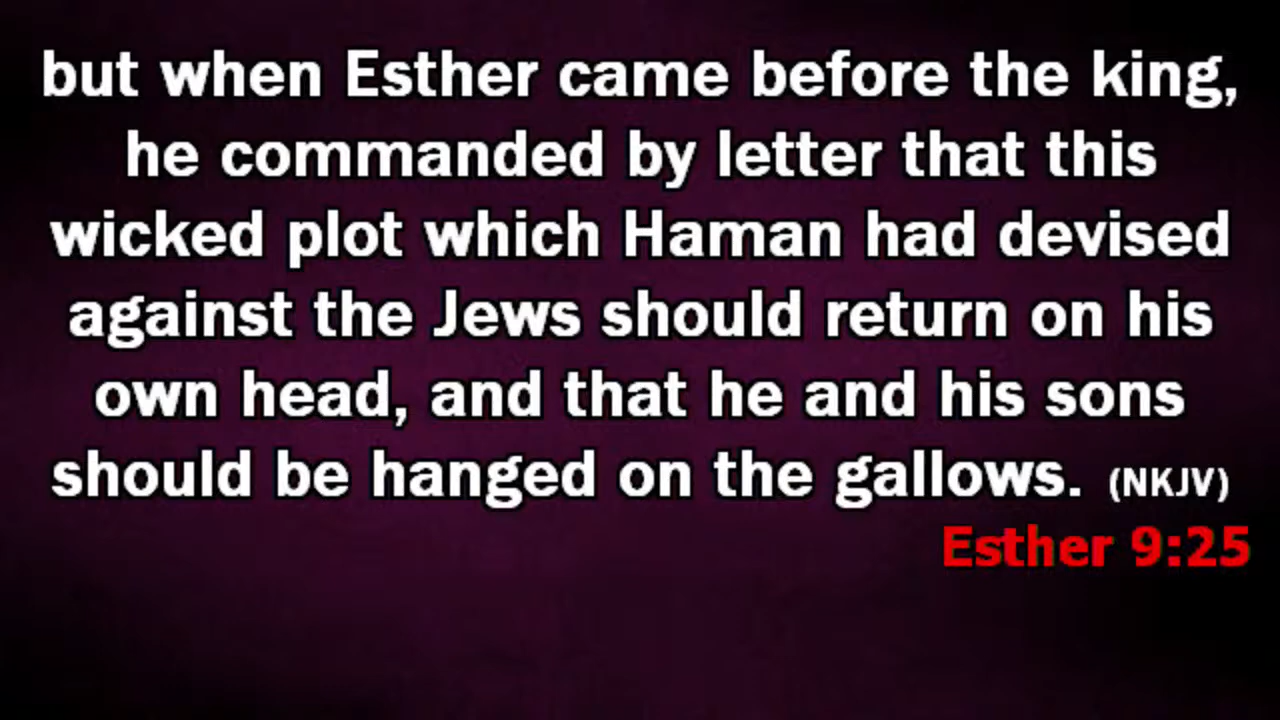 but when Esther came before the king,
he commanded by letter that this
wicked plot which Haman had devised
against the Jews should return on his
own head, and that he and his sons
should be hanged on the gallows. (NKJV)
Esther 9:25